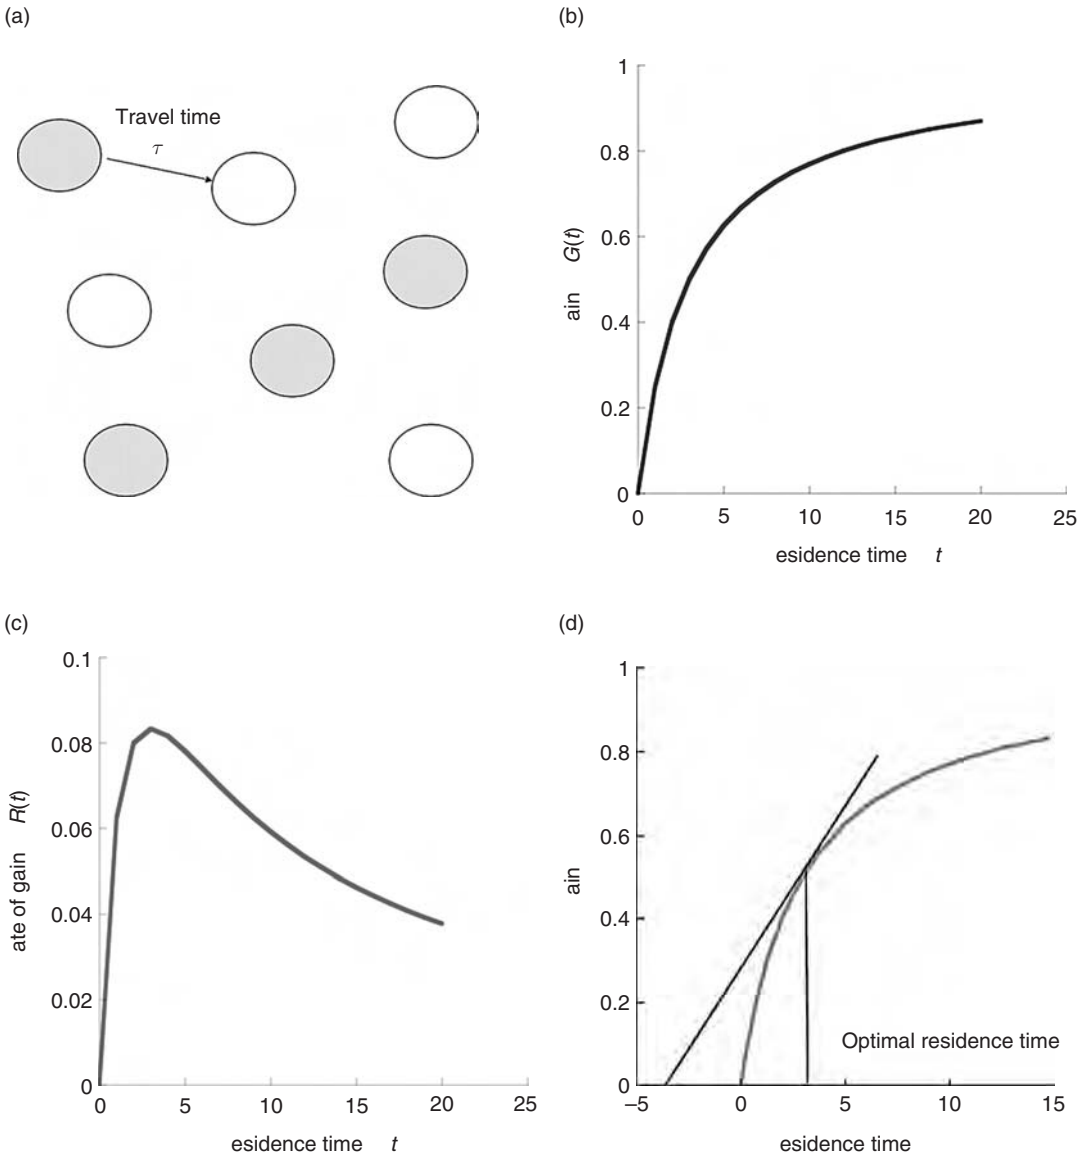 (a)
Travel time
τ
(b)
1
0.8
0.6
0.4
0.2
0
ain G(t)
0 5 10 15 20 25
esidence time t
(c)
0.1
0.08
0.06
0.04
0.02
0
ate of gain R(t)
0 5 10 15 20 25
esidence time t
(d)
1
0.8
0.6
0.4
0.2
0
ain
Optimal residence time
–5 0 5 10 15
esidence time